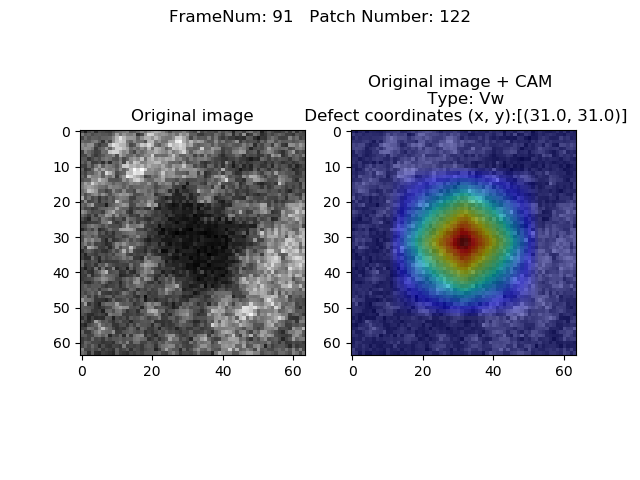 FrameNum: 91   Patch Number: 122
Original image
0
10
20
30
40
50
60
0 20 40 60
Original image + CAM
Type: Vw
Defect coordinates (x, y):[(31.0, 31.0)]
0
10
20
30
40
50
60
0 20 40 60